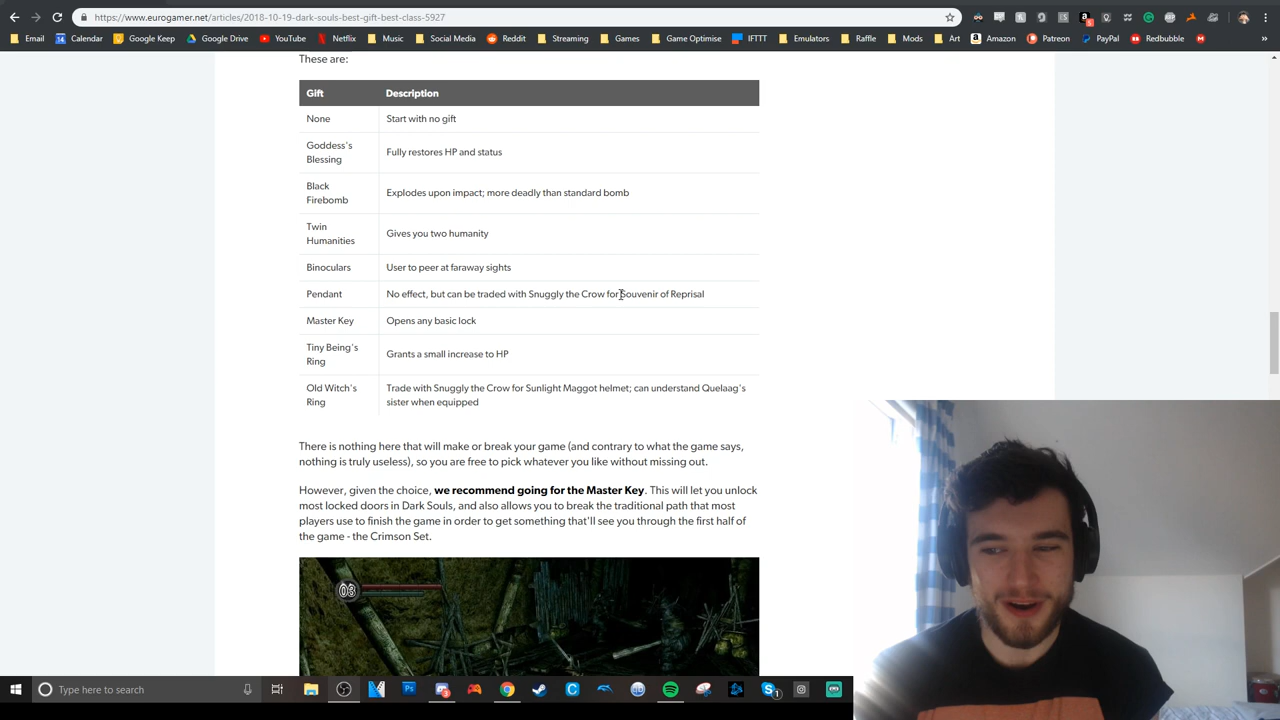 https://www.eurogamer.net/articles/2018-10-19-dark-souls-best-gift-best-class-5927
Email Calendar Google Keep Google Drive YouTube Netflix Music Social Media Reddit Streaming Games Game Optimise IFTTT Emulators Raffle Mods Art Amazon Patreon PayPal Redbubble
These are:
Gift Description
None Start with no gift
Goddess's
Blessing
Fully restores HP and status
Black
Firebomb
Explodes upon impact; more deadly than standard bomb
Twin
Humanities
Gives you two humanity
Binoculars User to peer at faraway sights
Pendant No effect, but can be traded with Snuggly the Crow for Souvenir of Reprisal
Master Key Opens any basic lock
Tiny Being's
Ring
Grants a small increase to HP
Old Witch's
Ring
Trade with Snuggly the Crow for Sunlight Maggot helmet; can understand Quelaag's
sister when equipped
There is nothing here that will make or break your game (and contrary to what the game says,
nothing is truly useless), so you are free to pick whatever you like without missing out.
However, given the choice, we recommend going for the Master Key. This will let you unlock
most locked doors in Dark Souls, and also allows you to break the traditional path that most
players use to finish the game in order to get something that'll see you through the first half of
the game - the Crimson Set.
03
Type here to search